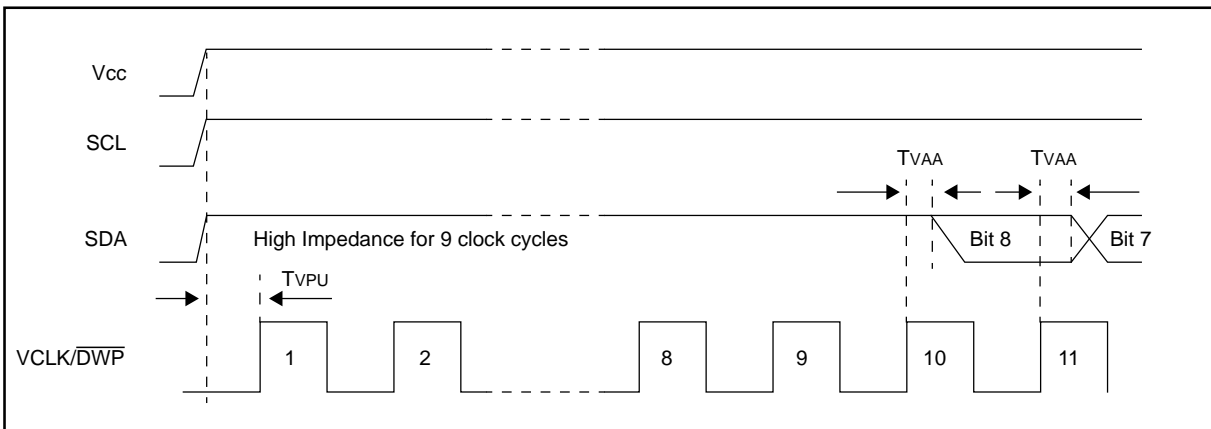 Vcc
SCL
TVAA TVAA
SDA High Impedance for 9 clock cycles Bit 8 Bit 7
TVPU
VCLK/DWP 1 2 8 9 10 11